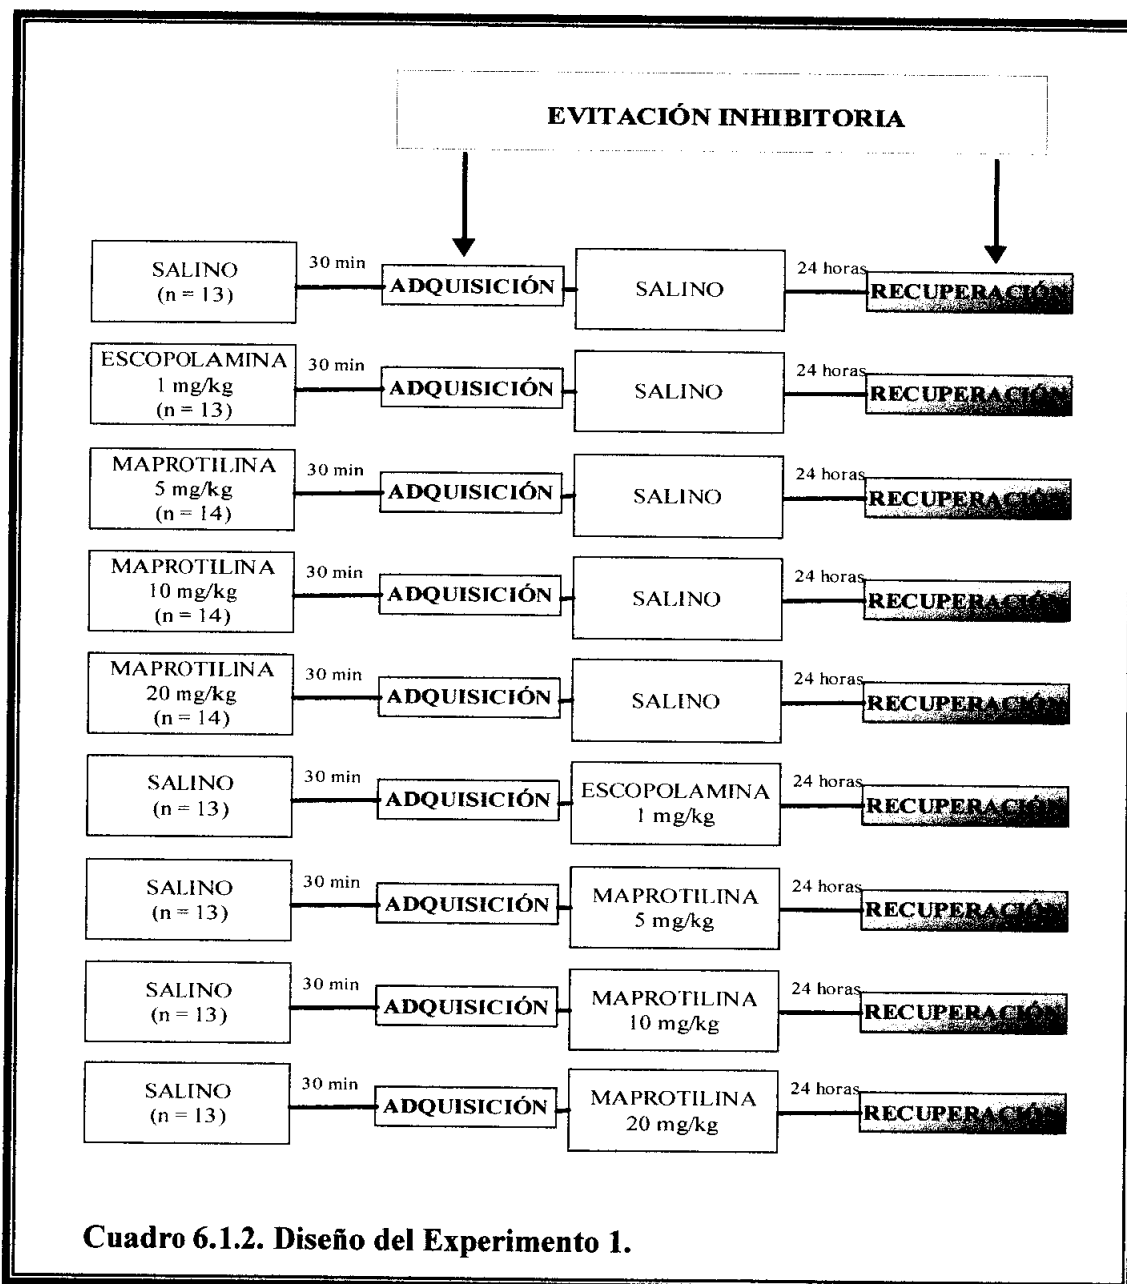 EVITACIÓN INHIBITORIA
SALINO
(n = 13)
30 min
ADQUISICIÓN
SALINO
24 horas
RECUPERACIÓN
ESCOPOLAMINA
1 mg/kg
(n = 13)
30 min
ADQUISICIÓN
SALINO
24 horas
RECUPERACIÓN
MAPROTILINA
5 mg/kg
(n = 14)
30 min
ADQUISICIÓN
SALINO
24 horas
RECUPERACIÓN
MAPROTILINA
10 mg/kg
(n = 14)
30 min
ADQUISICIÓN
SALINO
24 horas
RECUPERACIÓN
MAPROTILINA
20 mg/kg
(n = 14)
30 min
ADQUISICIÓN
SALINO
24 horas
RECUPERACIÓN
SALINO
(n = 13)
30 min
ADQUISICIÓN
ESCOPOLAMINA
1 mg/kg
24 horas
RECUPERACIÓN
SALINO
(n = 13)
30 min
ADQUISICIÓN
MAPROTILINA
5 mg/kg
24 horas
RECUPERACIÓN
SALINO
(n = 13)
30 min
ADQUISICIÓN
MAPROTILINA
10 mg/kg
24 horas
RECUPERACIÓN
SALINO
(n = 13)
30 min
ADQUISICIÓN
MAPROTILINA
20 mg/kg
24 horas
RECUPERACIÓN
Cuadro 6.1.2. Diseño del Experimento 1.